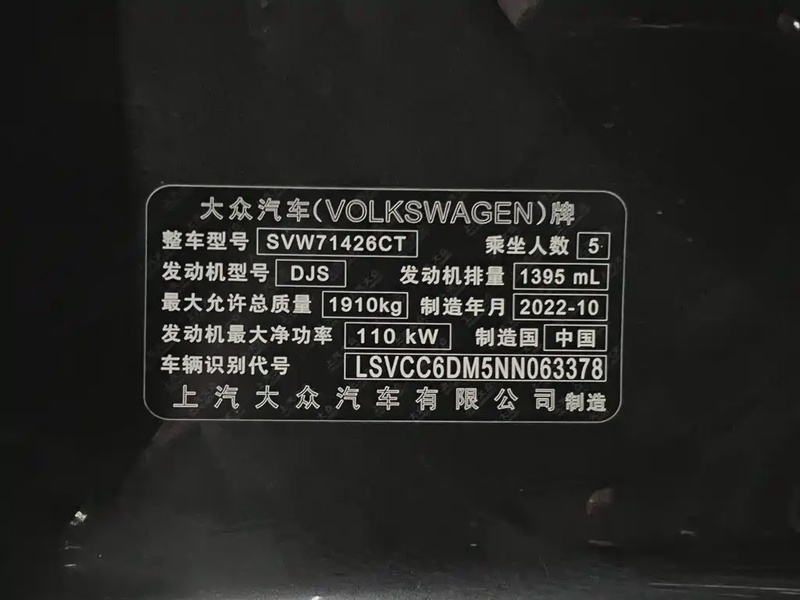 大众汽车(VOLKSWAGEN)牌
整车型号 SVW71426CT 乘坐人数 5
发动机型号 DJS 发动机排量 1395 mL
最大允许总质量 1910kg 制造年月 2022-10
发动机最大净功率 110 kW 制造国 中国
车辆识别代号 LSVCC6DM5NN063378
上汽大众汽车有限公司制造